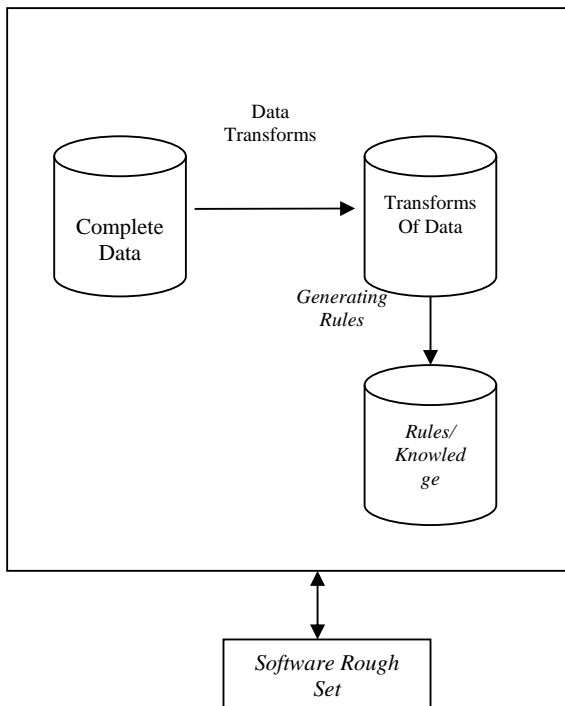 Data
Transforms
Complete
Data
Transforms
Of Data
Generating
Rules
Rules/
Knowled
ge
Software Rough
Set